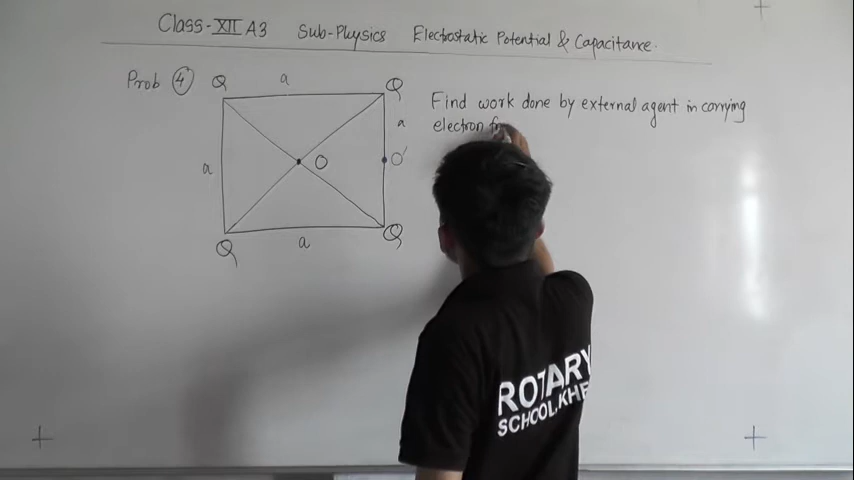 Class-XII A3 Sub-Physics Electrostatic Potential & Capacitance.
Prob 4
Q a Q
a
a O O'
Q a Q
Find work done by external agent in carrying
electron
ROTARY
SCHOOL,